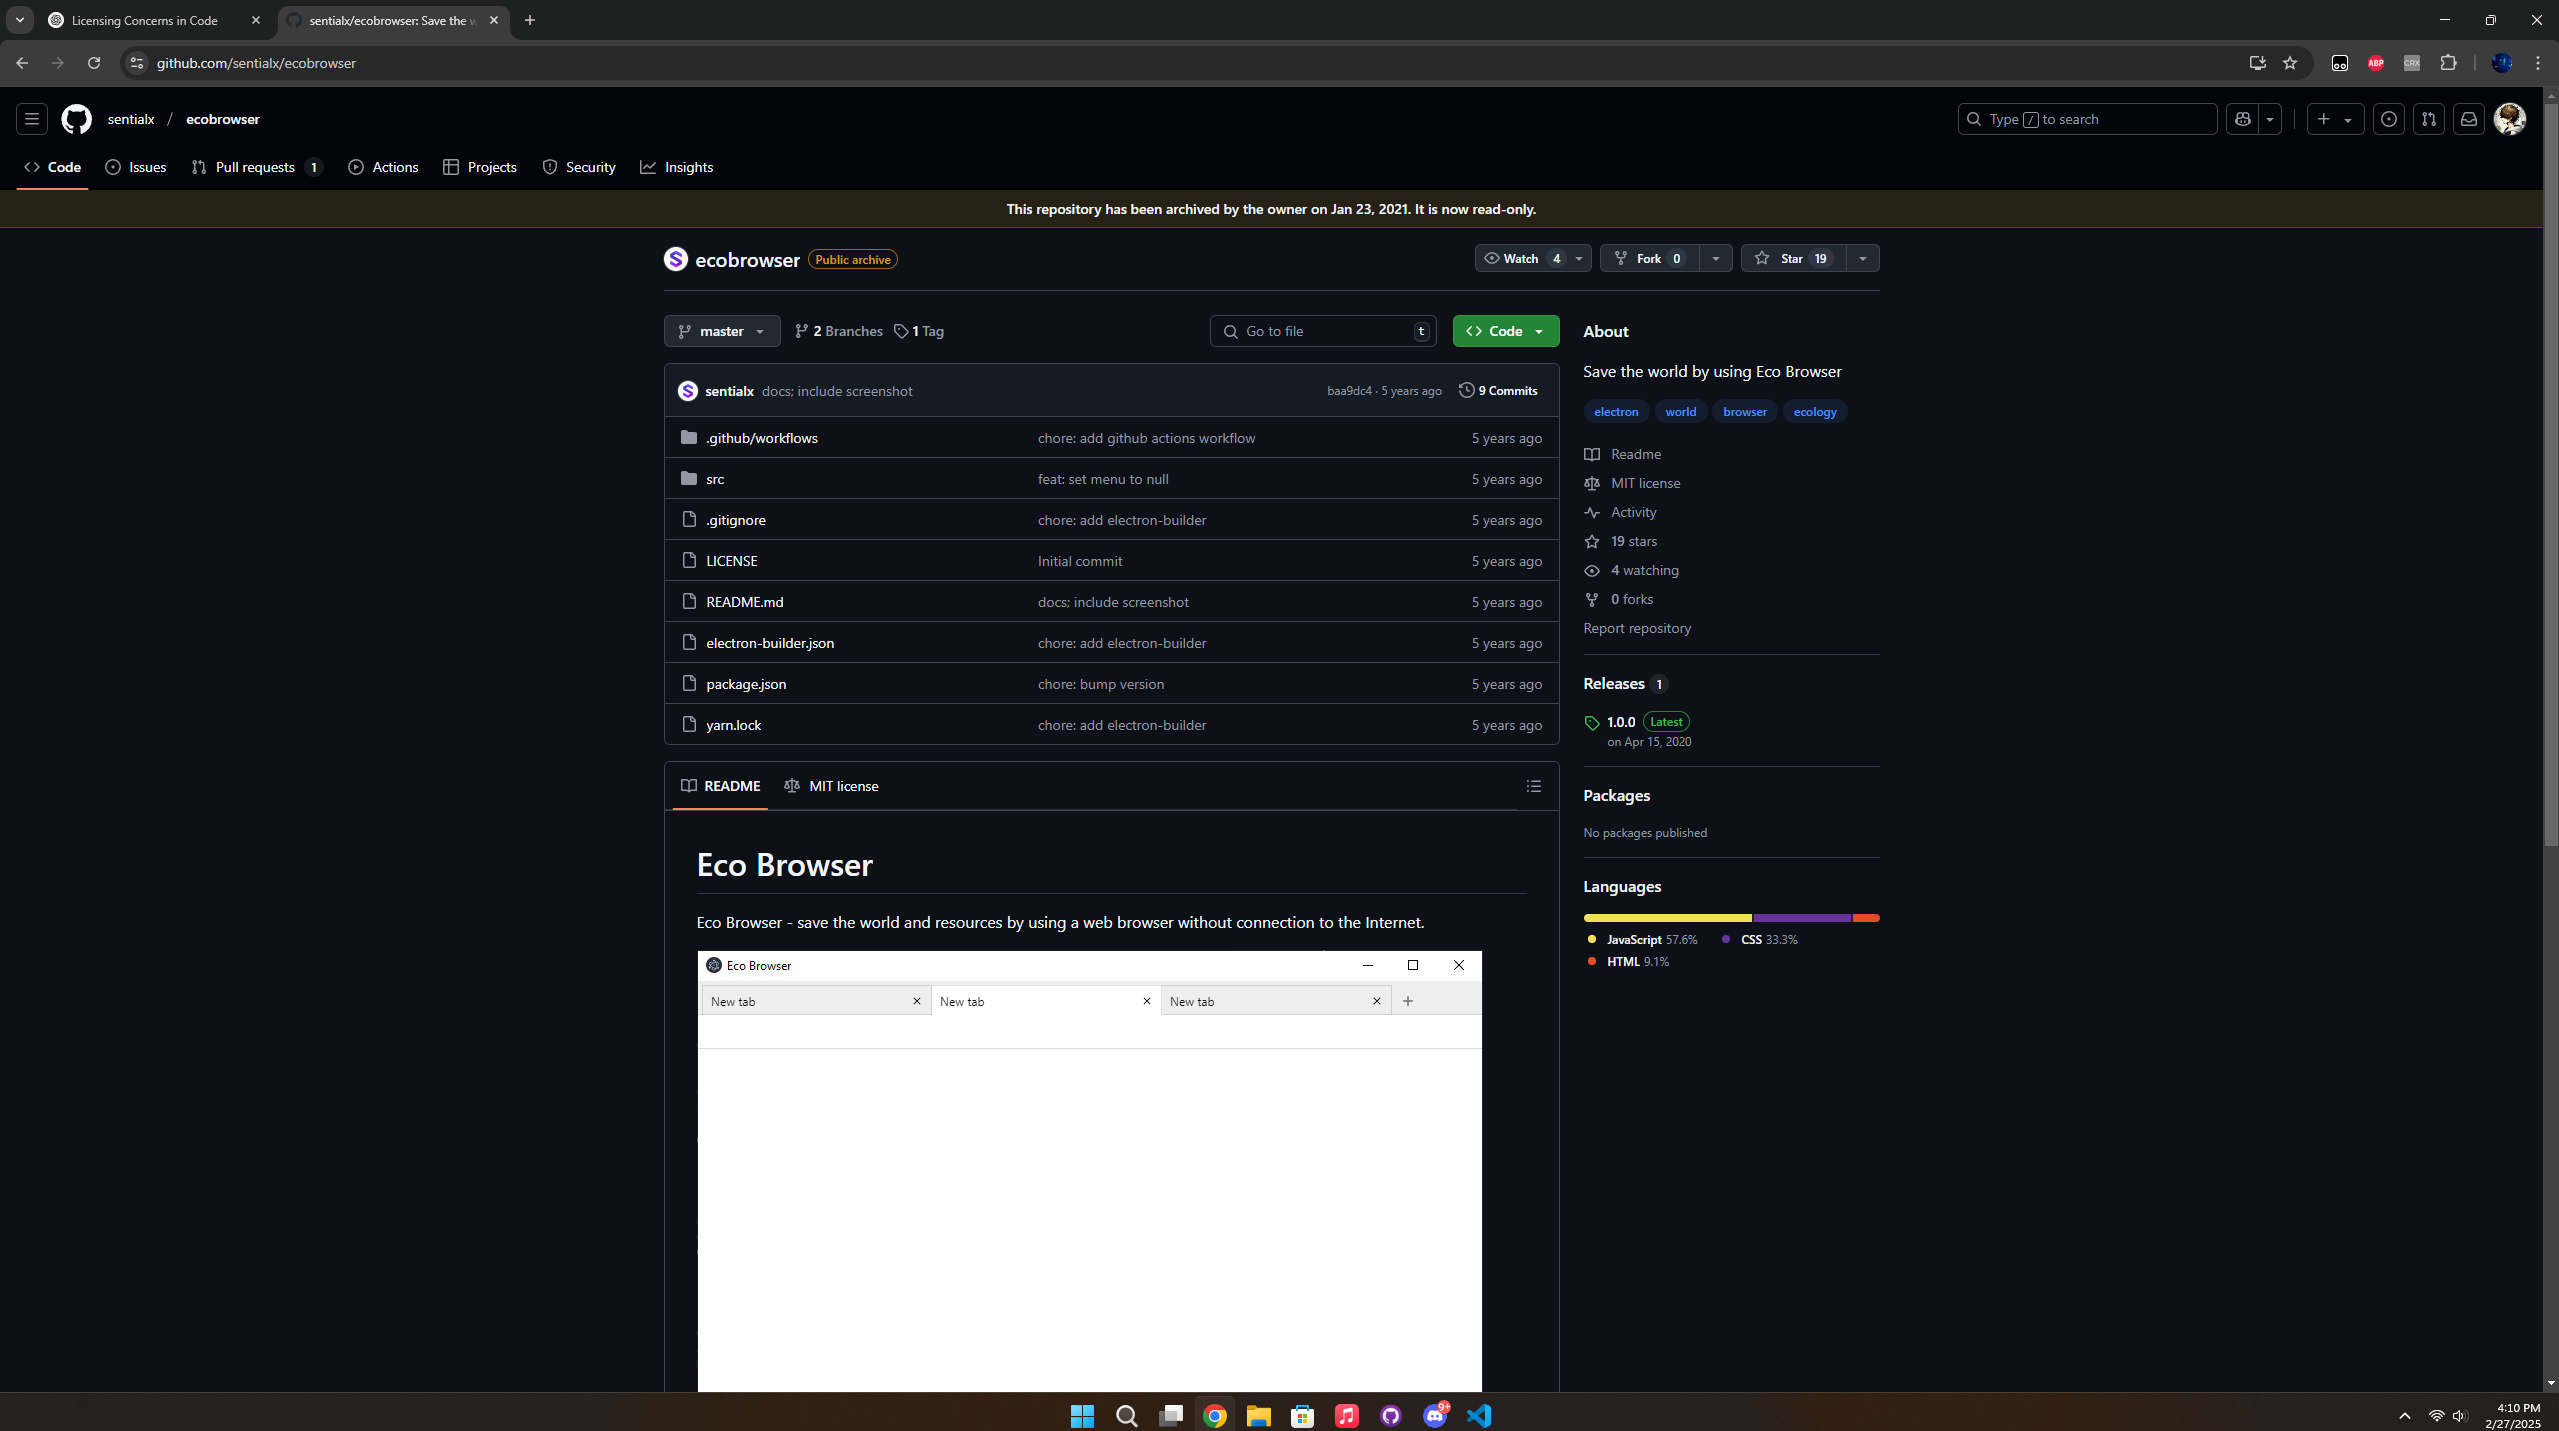 Licensing Concerns in Code
sentialx/ecobrowser: Save the w
github.com/sentialx/ecobrowser
ABP
CRX
sentialx / ecobrowser
Type / to search
Code
Issues
Pull requests 1
Actions
Projects
Security
Insights
This repository has been archived by the owner on Jan 23, 2021. It is now read-only.
ecobrowser Public archive
Watch 4
Fork 0
Star 19
master
2 Branches
1 Tag
Go to file t
Code
sentialx docs; include screenshot baa9dc4 · 5 years ago 9 Commits
.github/workflows chore: add github actions workflow 5 years ago
src feat: set menu to null 5 years ago
.gitignore chore: add electron-builder 5 years ago
LICENSE Initial commit 5 years ago
README.md docs; include screenshot 5 years ago
electron-builder.json chore: add electron-builder 5 years ago
package.json chore: bump version 5 years ago
yarn.lock chore: add electron-builder 5 years ago
README
MIT license
Eco Browser
Eco Browser - save the world and resources by using a web browser without connection to the Internet.
Eco Browser
New tab
New tab
New tab
About
Save the world by using Eco Browser
electron world browser ecology
Readme
MIT license
Activity
19 stars
4 watching
0 forks
Report repository
Releases 1
1.0.0 Latest
on Apr 15, 2020
Packages
No packages published
Languages
JavaScript 57.6% CSS 33.3%
HTML 9.1%
9+
4:10 PM
2/27/2025